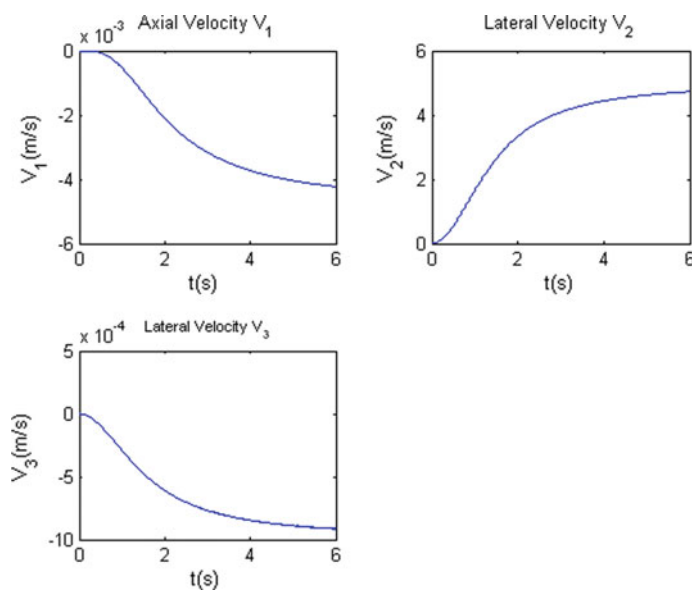 x 10⁻³
Axial Velocity V₁
0
-2
-4
-6
V₁(m/s)
0 2 4 6
t(s)
Lateral Velocity V₂
6
4
2
0
V₂(m/s)
0 2 4 6
t(s)
x 10⁻⁴
Lateral Velocity V₃
5
0
-5
-10
V₃(m/s)
0 2 4 6
t(s)